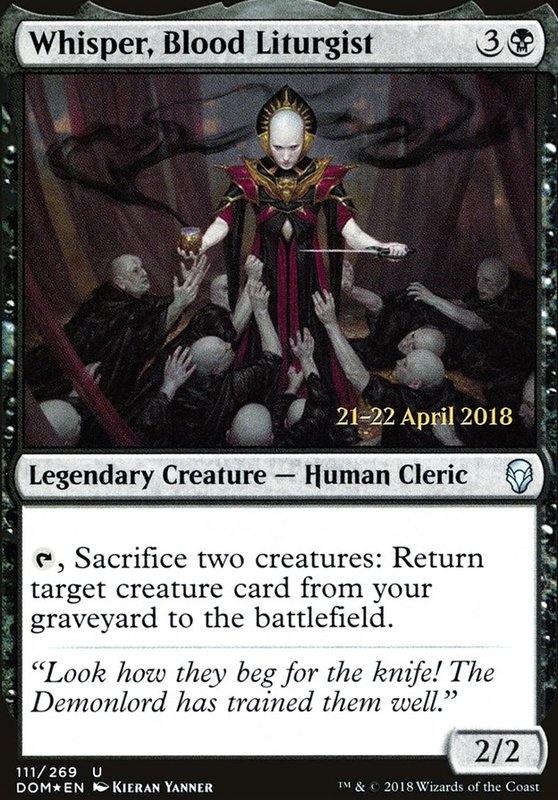 Whisper, Blood Liturgist 3
21–22 April 2018
Legendary Creature — Human Cleric
, Sacrifice two creatures: Return
target creature card from your
graveyard to the battlefield.
“Look how they beg for the knife! The
Demonlord has trained them well.”
2/2
111/269 U
DOM★EN Kieran Yanner
™ & © 2018 Wizards of the Coast